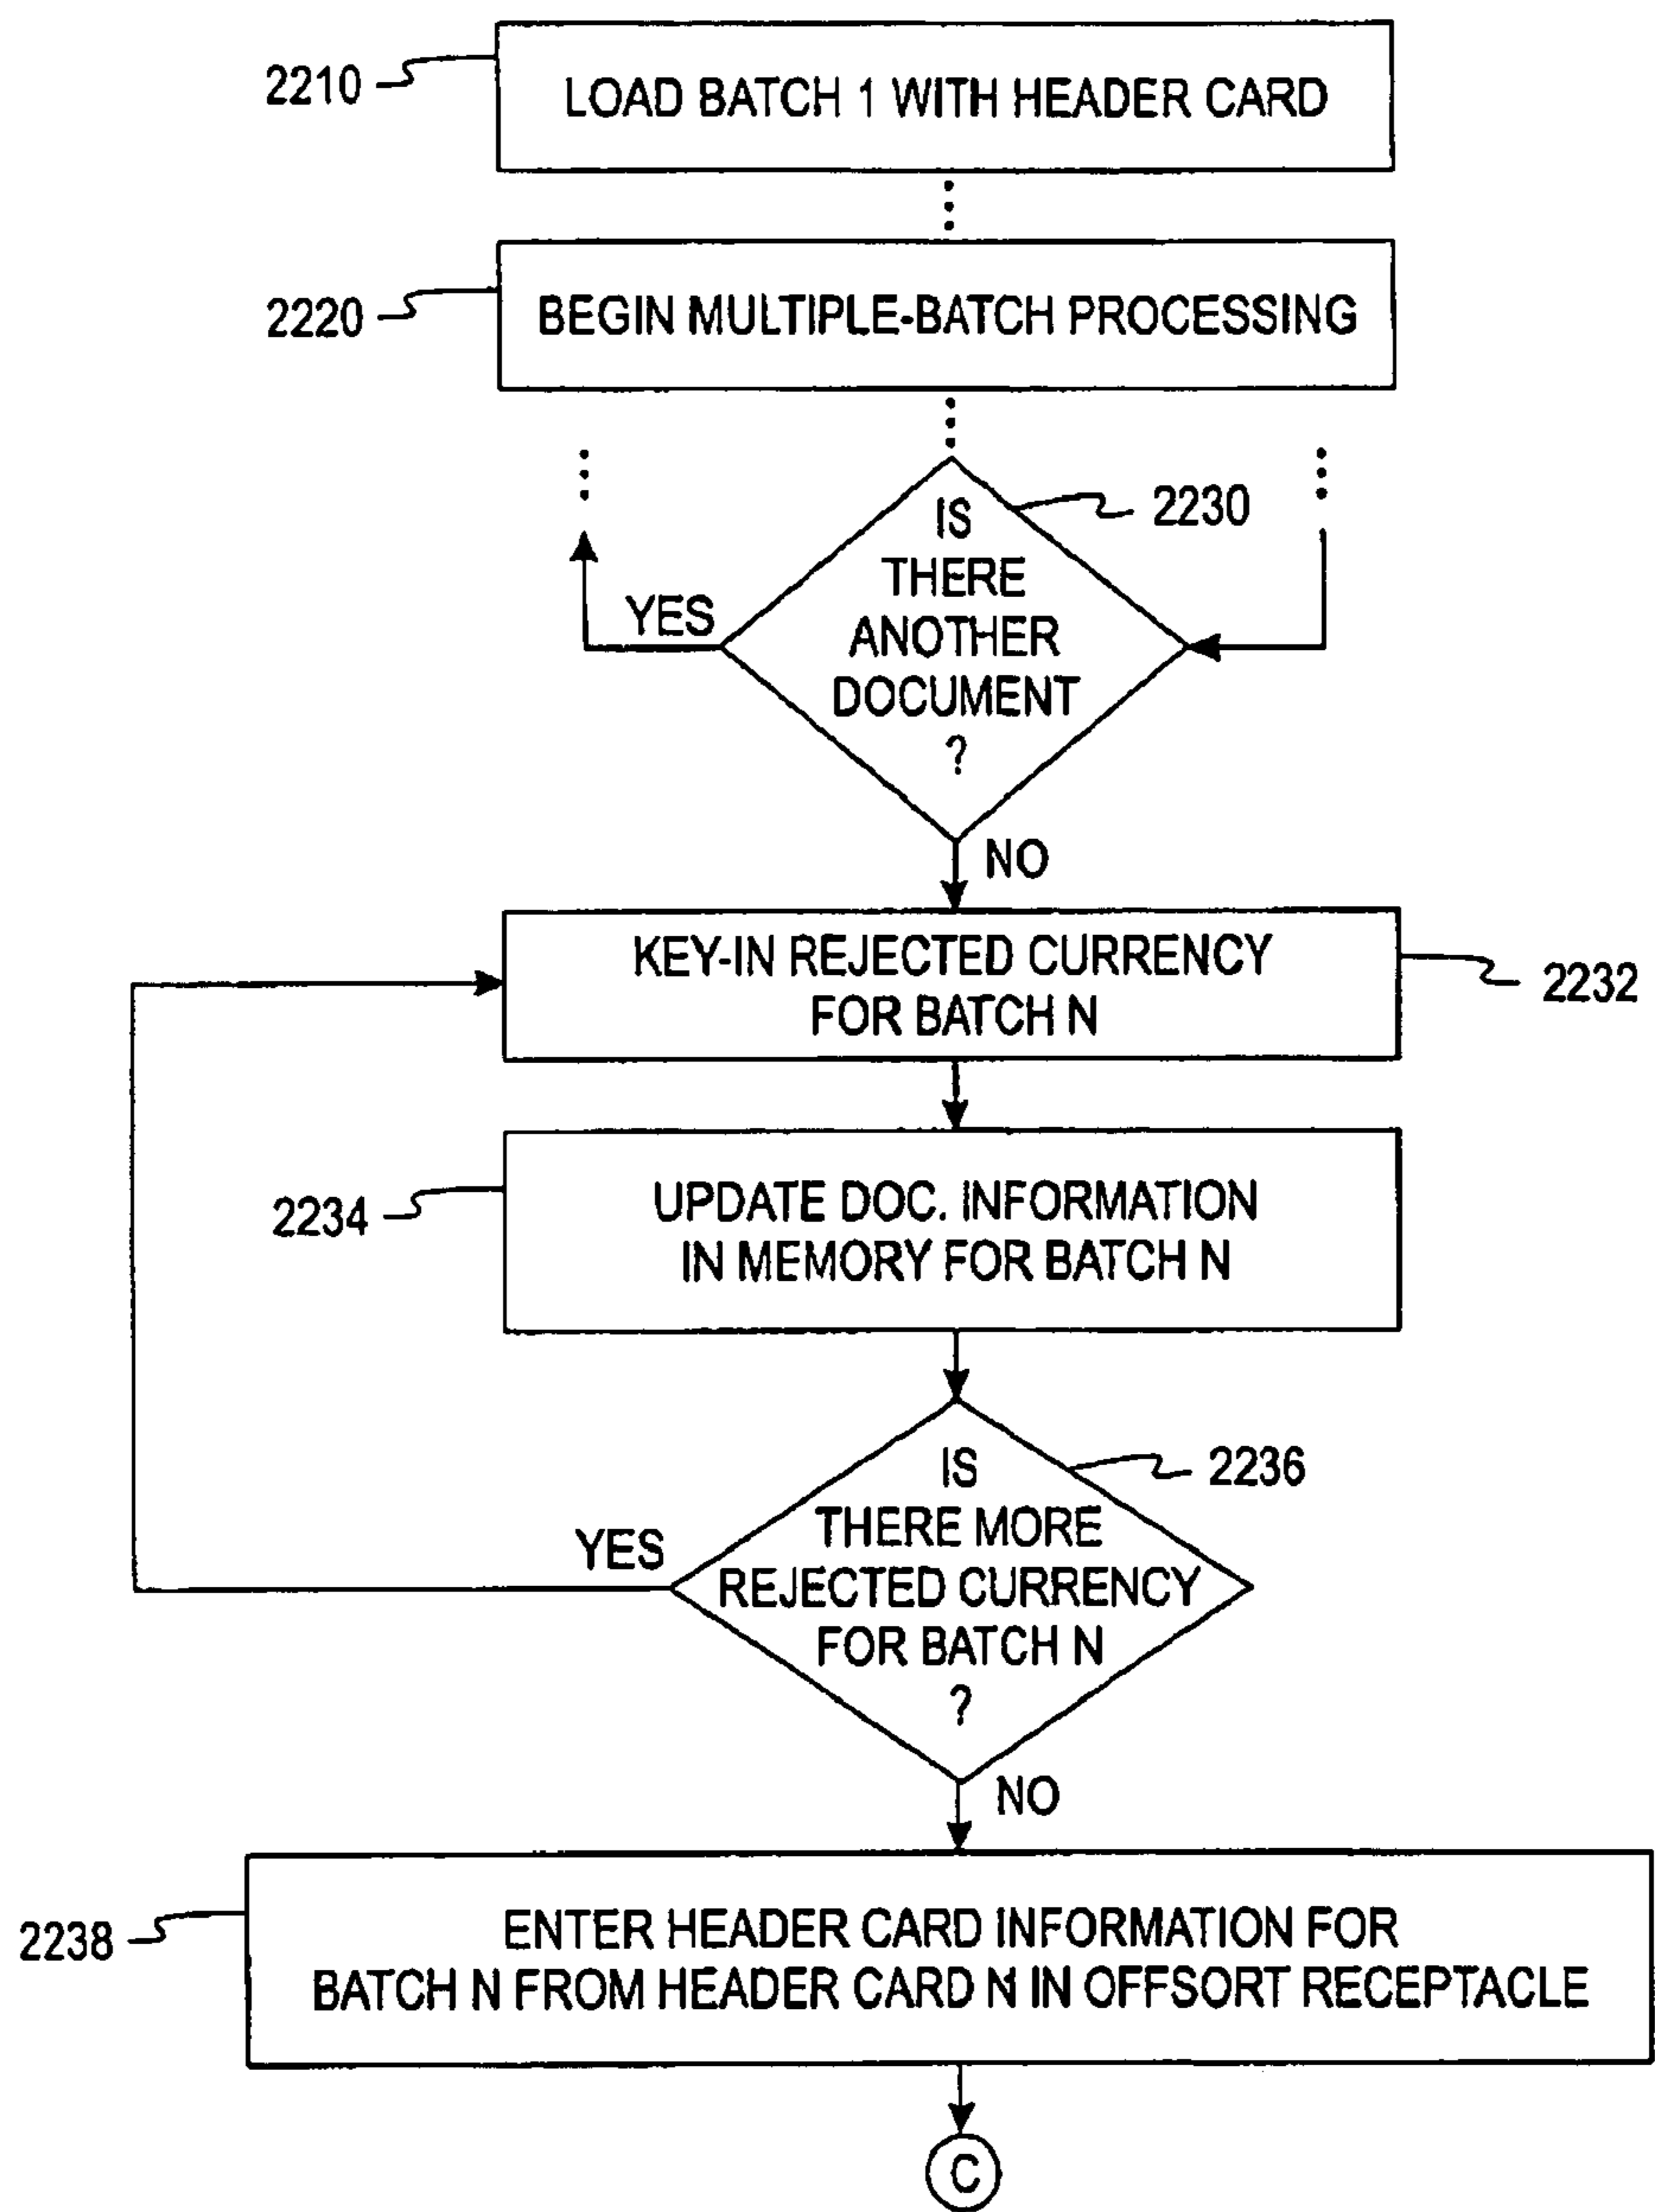 2210
LOAD BATCH 1 WITH HEADER CARD
2220
BEGIN MULTIPLE-BATCH PROCESSING
2230
IS
THERE
ANOTHER
DOCUMENT
?
YES
NO
KEY-IN REJECTED CURRENCY
FOR BATCH N
2232
2234
UPDATE DOC. INFORMATION
IN MEMORY FOR BATCH N
2236
IS
THERE MORE
REJECTED CURRENCY
FOR BATCH N
?
YES
NO
2238
ENTER HEADER CARD INFORMATION FOR
BATCH N FROM HEADER CARD N IN OFFSORT RECEPTACLE
C